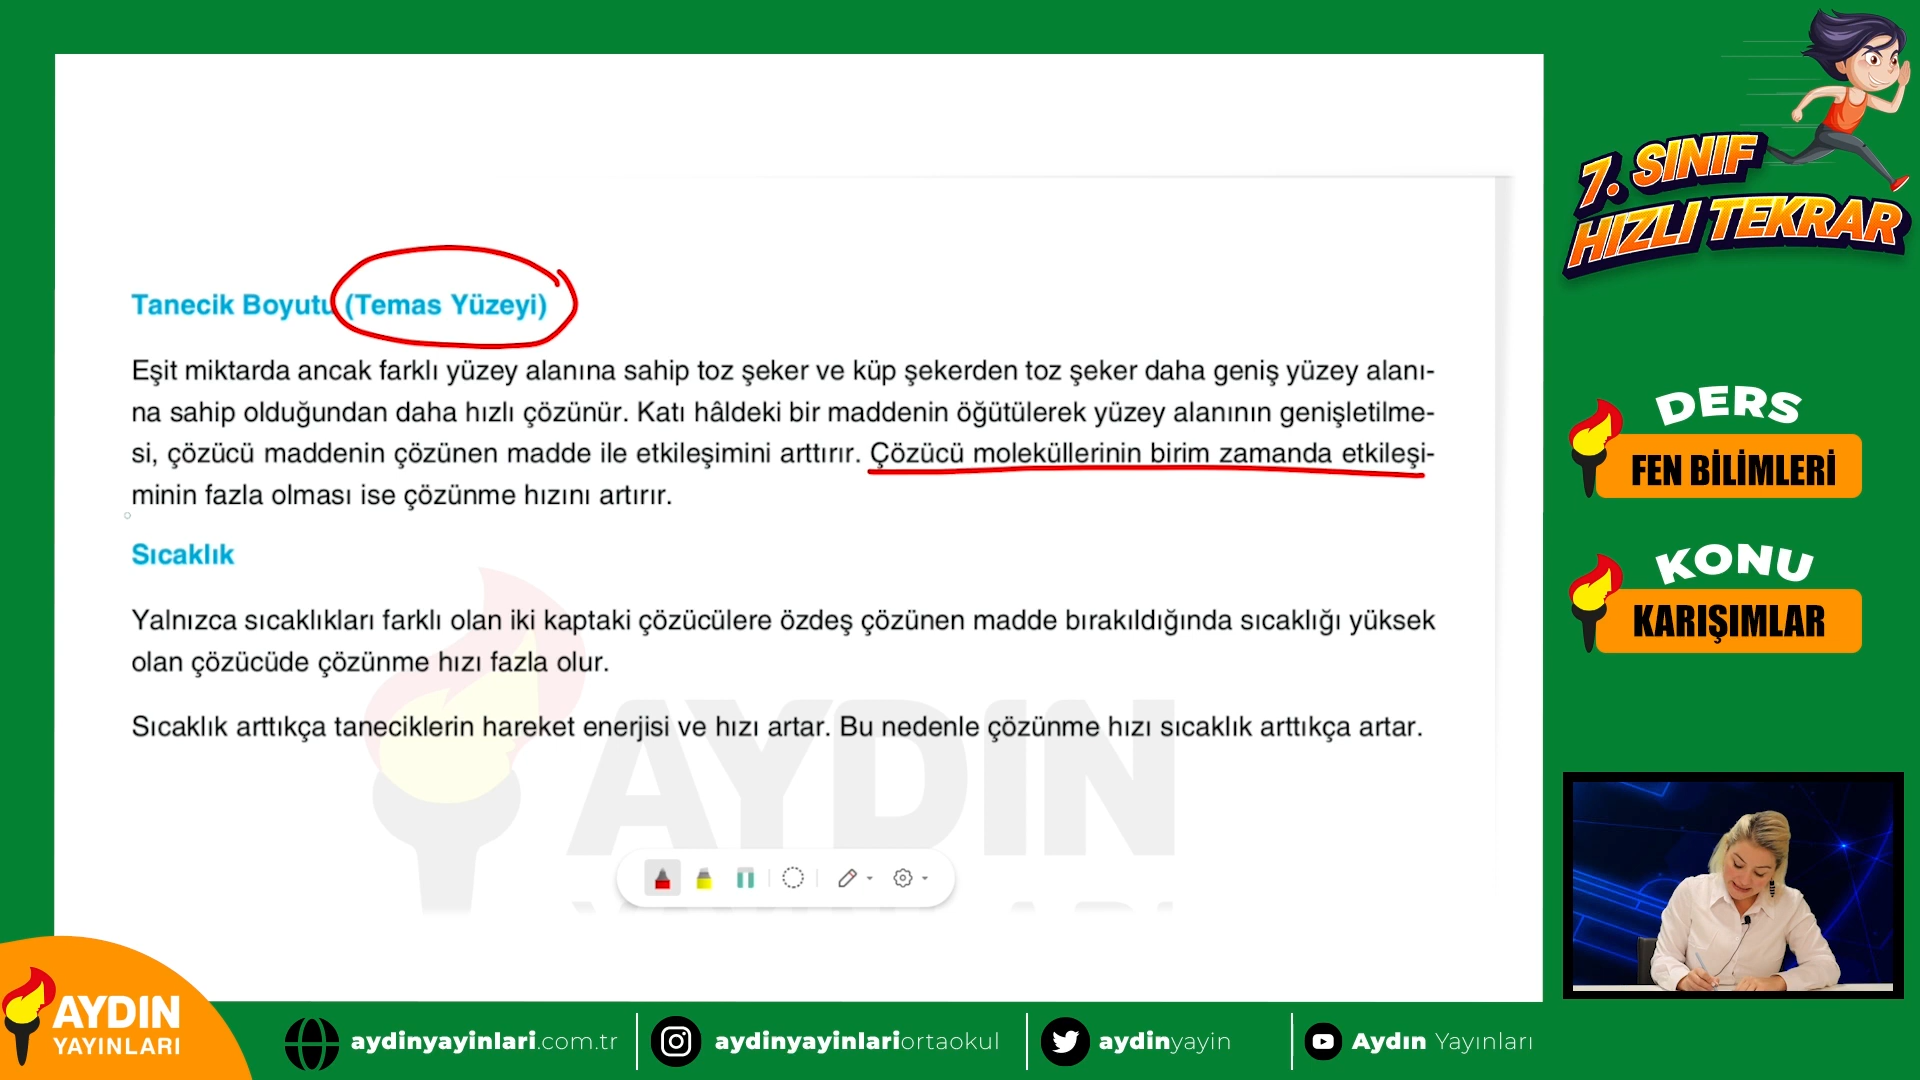 7. SINIF
HIZLI TEKRAR
Tanecik Boyutu (Temas Yüzeyi)
Eşit miktarda ancak farklı yüzey alanına sahip toz şeker ve küp şekerden toz şeker daha geniş yüzey alanı-
na sahip olduğundan daha hızlı çözünür. Katı hâldeki bir maddenin öğütülerek yüzey alanının genişletilme-
si, çözücü maddenin çözünen madde ile etkileşimini arttırır. Çözücü moleküllerinin birim zamanda etkileşi-
minin fazla olması ise çözünme hızını artırır.
Sıcaklık
Yalnızca sıcaklıkları farklı olan iki kaptaki çözücülere özdeş çözünen madde bırakıldığında sıcaklığı yüksek
olan çözücüde çözünme hızı fazla olur.
Sıcaklık arttıkça taneciklerin hareket enerjisi ve hızı artar. Bu nedenle çözünme hızı sıcaklık arttıkça artar.
AYDIN
YAYINLARI
DERS
FEN BİLİMLERİ
KONU
KARIŞIMLAR
AYDIN
YAYINLARI
aydinyayinlari.com.tr
aydinyayinlariortaokul
aydinyayin
Aydın Yayınları